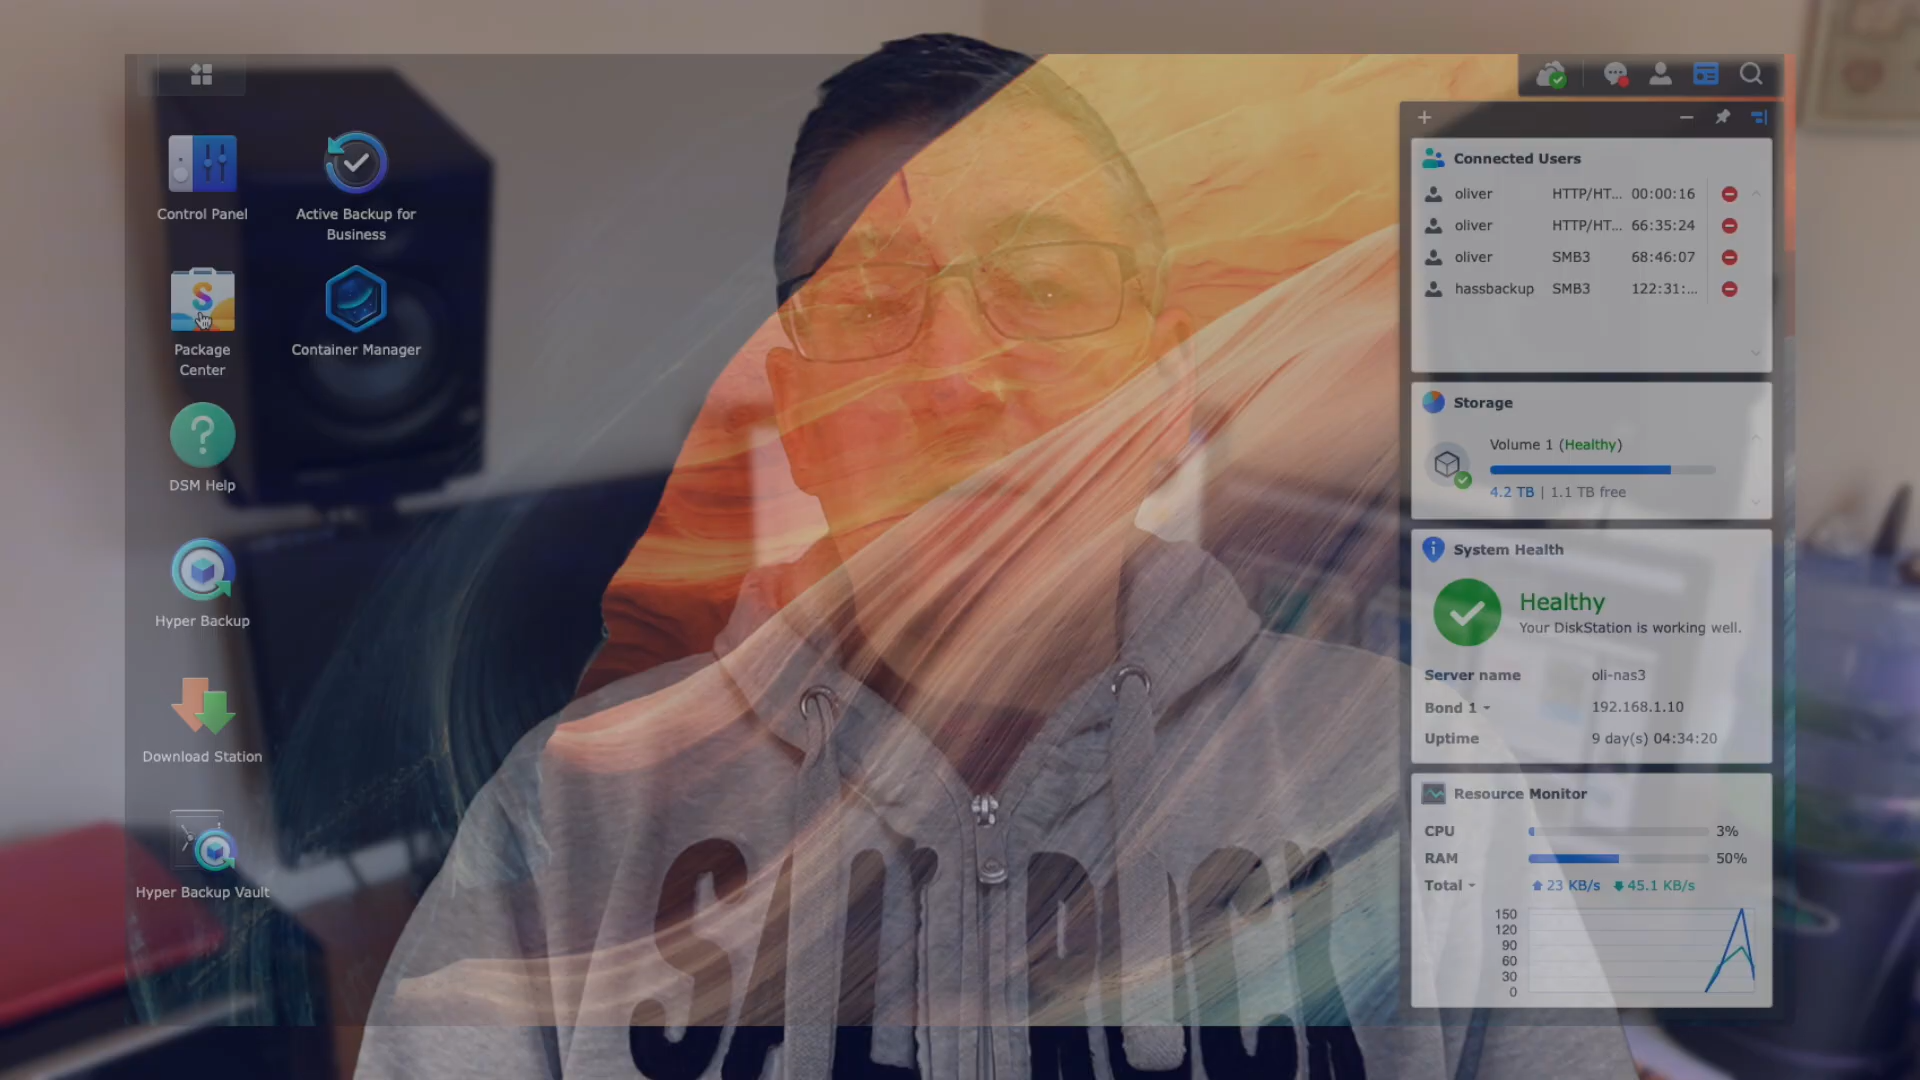 Control Panel
Active Backup for
Business
Package
Center
Container Manager
DSM Help
Hyper Backup
Download Station
Hyper Backup Vault
Connected Users
oliver HTTP/HT... 00:00:16
oliver HTTP/HT... 66:35:24
oliver SMB3 68:46:07
hassbackup SMB3 122:31:...
Storage
Volume 1 (Healthy)
4.2 TB | 1.1 TB free
System Health
Healthy
Your DiskStation is working well.
Server name oli-nas3
Bond 1 192.168.1.10
Uptime 9 day(s) 04:34:20
Resource Monitor
CPU 3%
RAM 50%
Total 23 KB/s 45.1 KB/s
150
120
90
60
30
0